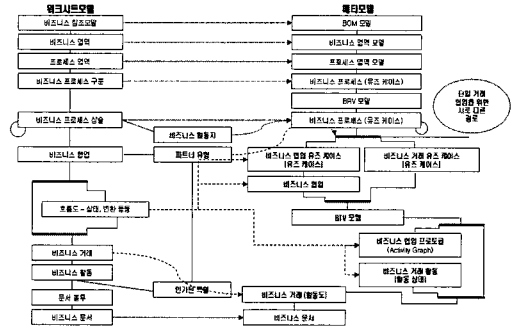 워크시트모델
메타모델
비즈니스 참조모델
BOM 모델
비즈니스 영역
비즈니스 영역 모델
프로세스 영역
프로세스 영역 모델
비즈니스 프로세스 구분
비즈니스 프로세스 (유즈 케이스)
BRV 모델
단일 거래
협업을 위한
서로 다른
경로
비즈니스 프로세스 상술
비즈니스 프로세스 (유즈 케이스)
비즈니스 행동자
비즈니스 협업
파트너 유형
비즈니스 협업 유즈 케이스
(유즈 케이스)
비즈니스 거래 유즈 케이스
(유즈 케이스)
비즈니스 협업
흐름도 – 상태, 변환 동형
BTV 모델
비즈니스 거래
비즈니스 협업 프로토콜
(Activity Graph)
비즈니스 활동
비즈니스 거래 활동
(활동 상태)
문서
비즈니스 거래 (활동도)
비즈니스 문서
비즈니스 문서